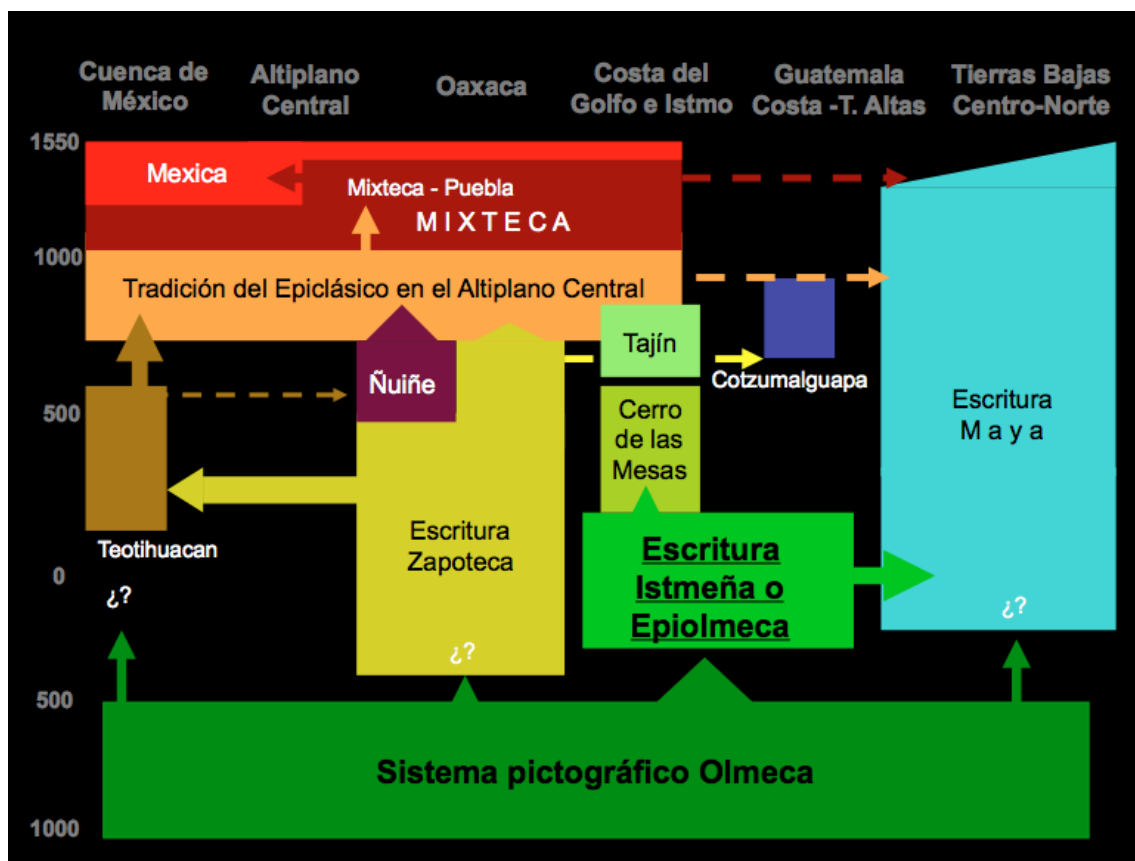 Cuenca de
México
Altiplano
Central
Oaxaca
Costa del
Golfo e Istmo
Guatemala
Costa -T. Altas
Tierras Bajas
Centro-Norte
1550
Mexica
Mixteca - Puebla
M I X T E C A
1000
Tradición del Epiclásico en el Altiplano Central
Tajín
Ñuiñe
Cotzumalguapa
500
Cerro
de las
Mesas
Escritura
M a y a
Teotihuacan
Escritura
Zapoteca
Escritura
Istmeña o
Epiolmeca
0
¿?
¿?
¿?
500
Sistema pictográfico Olmeca
1000